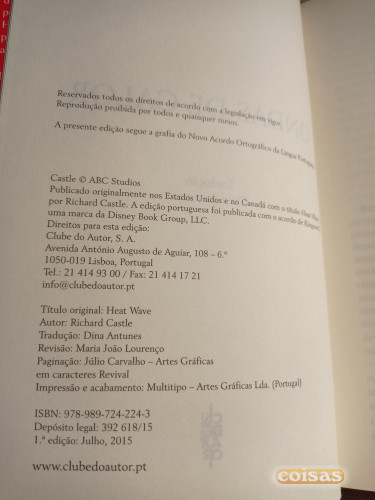 Reservados todos os direitos de acordo com a legislação em vigor.
Reprodução proibida por todos e quaisquer meios.
A presente edição segue a grafia do Novo Acordo Ortográfico da Língua Portuguesa.
Castle © ABC Studios
Publicado originalmente nos Estados Unidos e no Canadá com o título Heat Wave
por Richard Castle. A edição portuguesa foi publicada com o acordo de Kingswell,
uma marca da Disney Book Group, LLC.
Direitos para esta edição:
Clube do Autor, S. A.
Avenida António Augusto de Aguiar, 108 – 6.º
1050-019 Lisboa, Portugal
Tel.: 21 414 93 00 / Fax: 21 414 17 21
info@clubedoautor.pt
Título original: Heat Wave
Autor: Richard Castle
Tradução: Dina Antunes
Revisão: Maria João Lourenço
Paginação: Júlio Carvalho – Artes Gráficas
em caracteres Revival
Impressão e acabamento: Multitipo – Artes Gráficas Lda. (Portugal)
ISBN: 978-989-724-224-3
Depósito legal: 392 618/15
1.ª edição: Julho, 2015
www.clubedoautor.pt
coisas